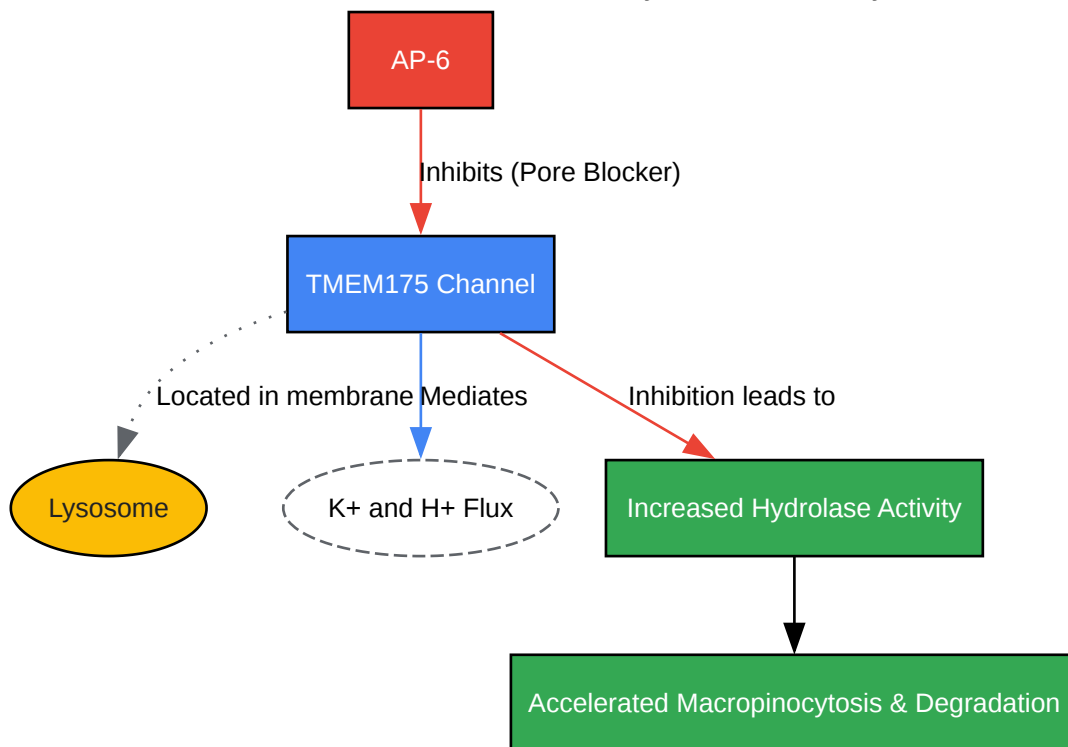 AP-6
Inhibits (Pore Blocker)
TMEM175 Channel
Located in membrane
Mediates
Inhibition leads to
Lysosome
K+ and H+ Flux
Increased Hydrolase Activity
Accelerated Macropinocytosis & Degradation